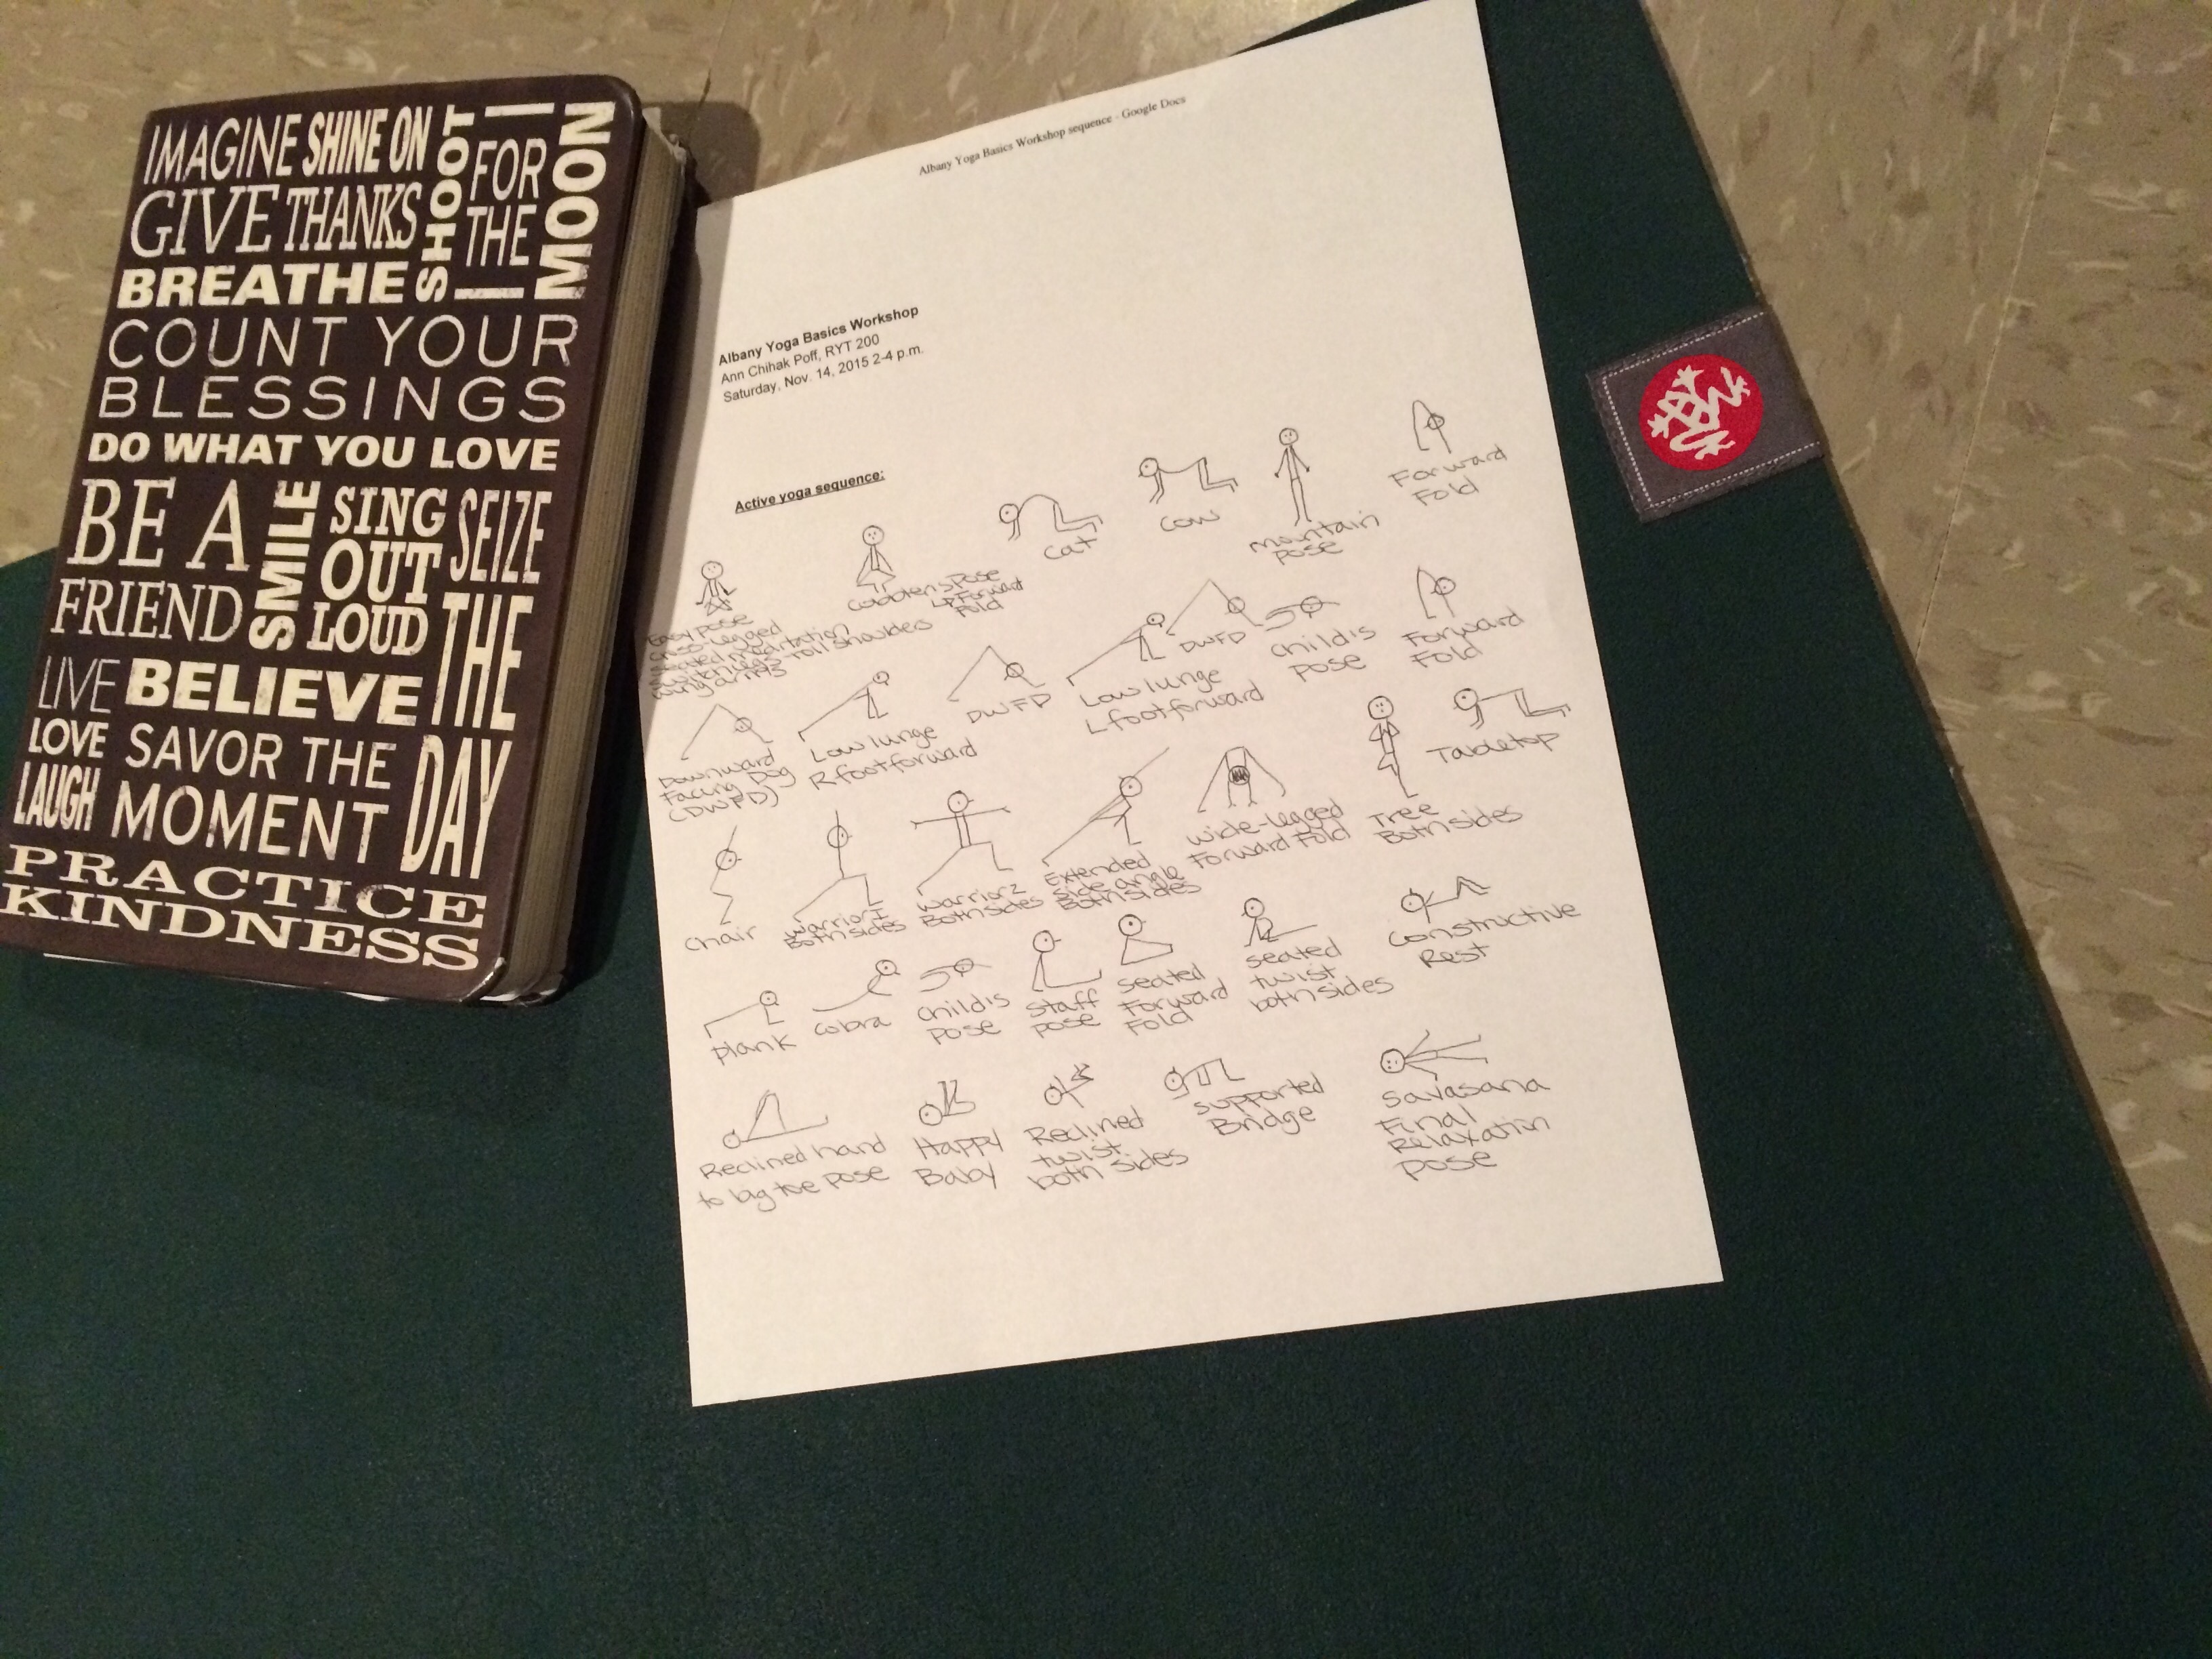 IMAGINE SHINE ON
GIVE THANKS
BREATHE
SHOOT
FOR
THE
MOON
COUNT YOUR
BLESSINGS
DO WHAT YOU LOVE
BE A
FRIEND
SMILE
SING
OUT
LOUD
SEIZE
THE
DAY
LIVE BELIEVE
LOVE
LAUGH
SAVOR THE
MOMENT
PRACTICE
KINDNESS
Albany Yoga Basics Workshop sequence - Google Docs
Albany Yoga Basics Workshop
Ann Chihak Poff, RYT 200
Saturday, Nov. 14, 2015 2-4 p.m.
Active yoga sequence:
Easy pose
legged
seated meditation
roll shoulders
Cobblers Pose
Forward
Fold
Cat
Cow
Mountain
pose
Forward
Fold
Downward
Facing Dog
(DWFD)
Low lunge
R foot forward
DWFD
Low lunge
L foot forward
DWFD
child's
pose
Forward
Fold
Chair
Warrior I
Both sides
Warrior 2
Both sides
Extended
side angle
Both sides
wide-legged
Forward Fold
Tree
Both sides
Tabletop
plank
cobra
child's
pose
staff
pose
seated
Forward
Fold
seated
twist
both sides
Constructive
Rest
Reclined hand
to big toe pose
Happy
Baby
Reclined
twist
both sides
supported
Bridge
Savasana
Final
Relaxation
pose